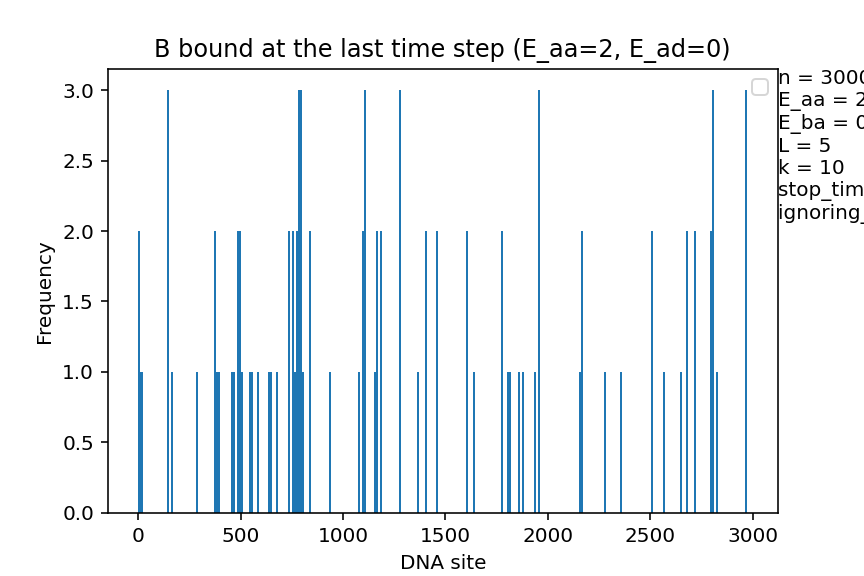 B bound at the last time step (E_aa=2, E_ad=0)
n = 3000
E_aa = 2
E_ba = 0
L = 5
k = 10
stop_tim
ignoring_
Frequency
3.0
2.5
2.0
1.5
1.0
0.5
0.0
0 500 1000 1500 2000 2500 3000
DNA site